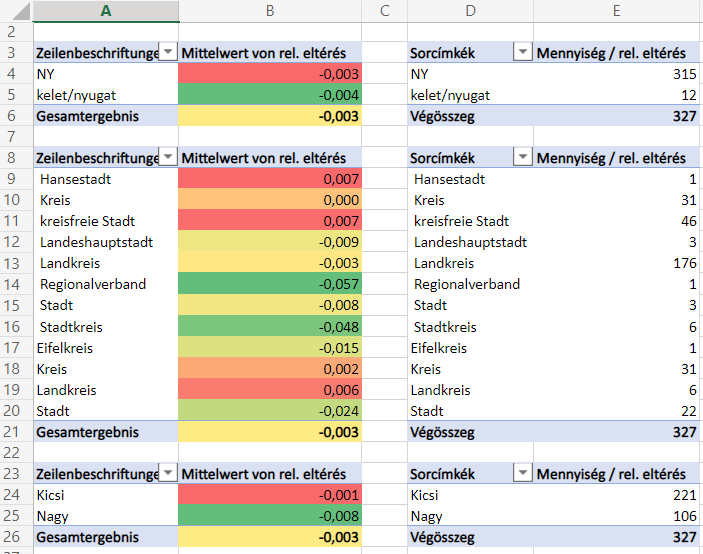 A B C D E
2
3 Zeilenbeschriftunge Mittelwert von rel. eltérés Sorcímkék Mennyiség / rel. eltérés
4 NY -0,003 NY 315
5 kelet/nyugat -0,004 kelet/nyugat 12
6 Gesamtergebnis -0,003 Végösszeg 327
7
8 Zeilenbeschriftunge Mittelwert von rel. eltérés Sorcímkék Mennyiség / rel. eltérés
9 Hansestadt 0,007 Hansestadt 1
10 Kreis 0,000 Kreis 31
11 kreisfreie Stadt 0,007 kreisfreie Stadt 46
12 Landeshauptstadt -0,009 Landeshauptstadt 3
13 Landkreis -0,003 Landkreis 176
14 Regionalverband -0,057 Regionalverband 1
15 Stadt -0,008 Stadt 3
16 Stadtkreis -0,048 Stadtkreis 6
17 Eifelkreis -0,015 Eifelkreis 1
18 Kreis 0,002 Kreis 31
19 Landkreis 0,006 Landkreis 6
20 Stadt -0,024 Stadt 22
21 Gesamtergebnis -0,003 Végösszeg 327
22
23 Zeilenbeschriftunge Mittelwert von rel. eltérés Sorcímkék Mennyiség / rel. eltérés
24 Kicsi -0,001 Kicsi 221
25 Nagy -0,008 Nagy 106
26 Gesamtergebnis -0,003 Végösszeg 327